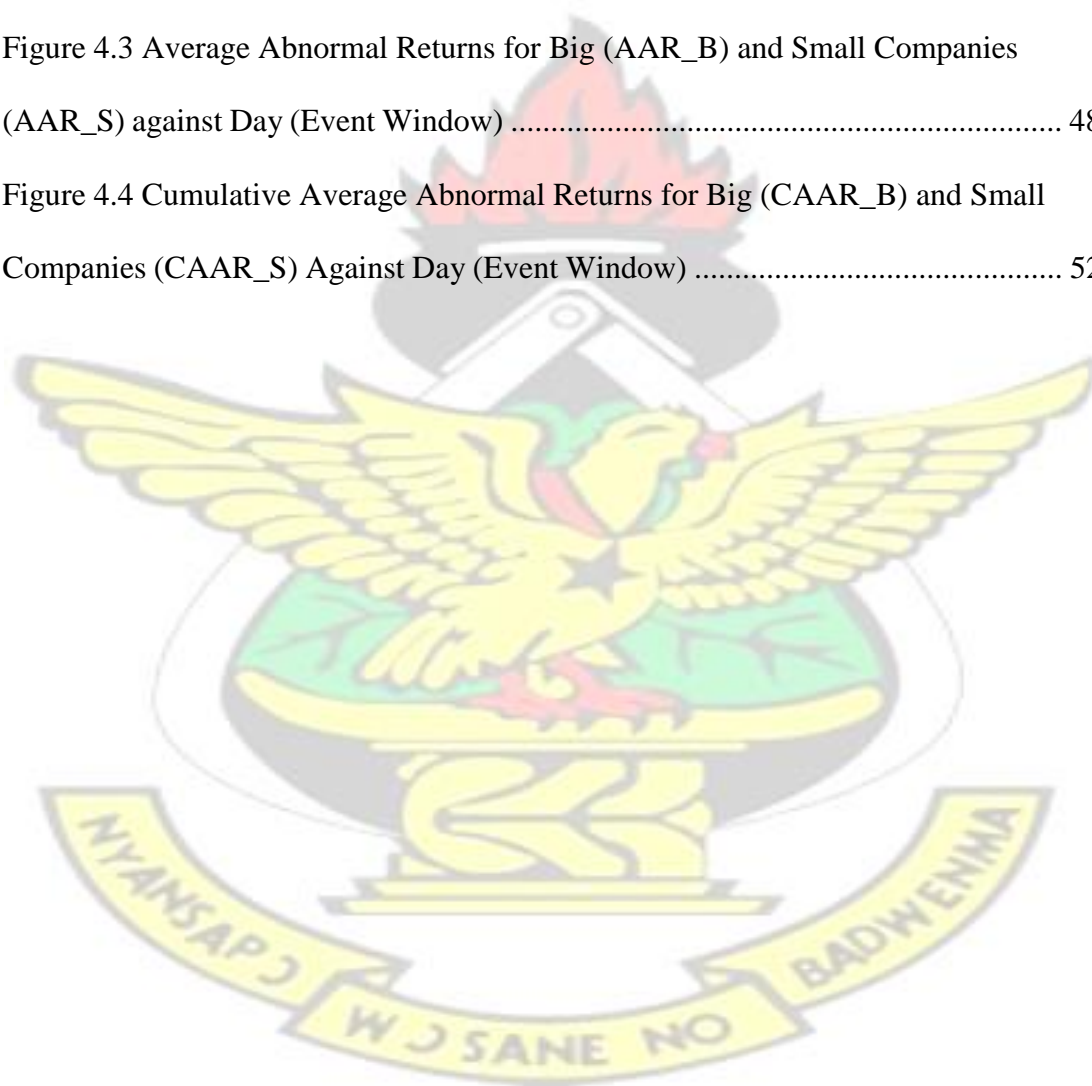 Figure 4.3 Average Abnormal Returns for Big (AAR_B) and Small Companies
(AAR_S) against Day (Event Window) ..................................................................... 48
Figure 4.4 Cumulative Average Abnormal Returns for Big (CAAR_B) and Small
Companies (CAAR_S) Against Day (Event Window) .............................................. 52
NYANSAPƆ
WƆSANE NO
BADWENMA